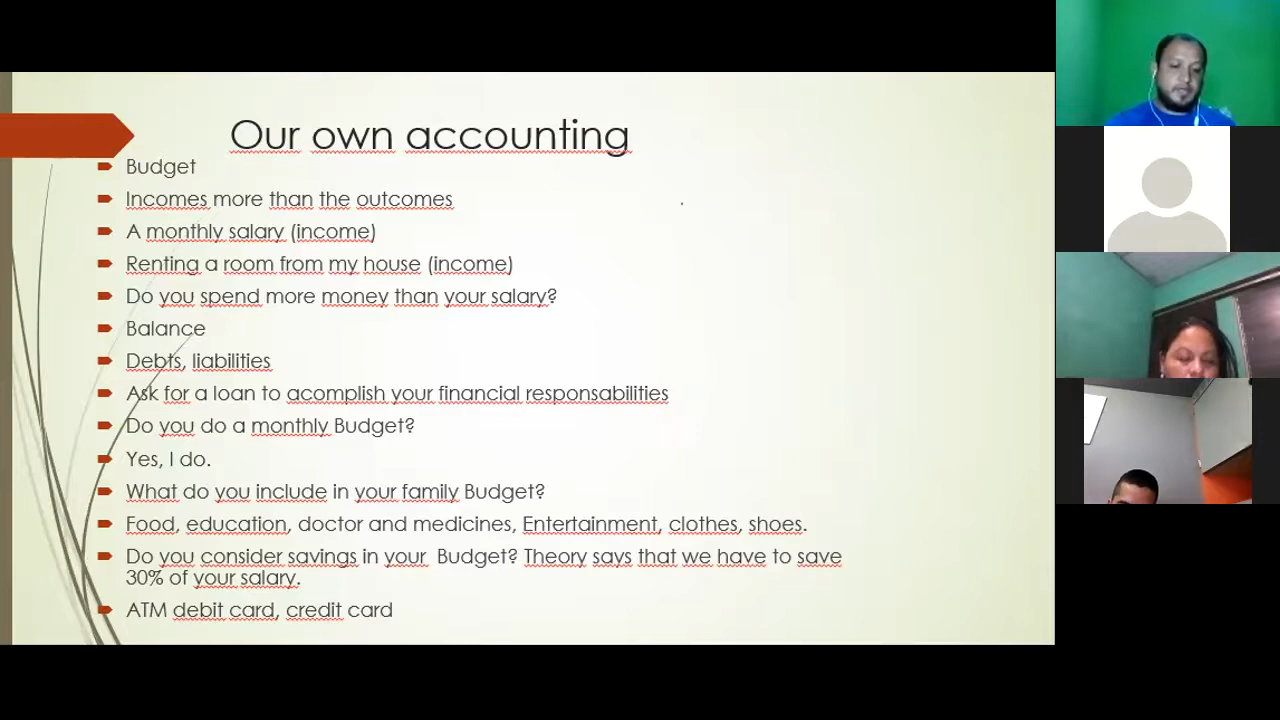 Our own accounting
Budget
Incomes more than the outcomes
A monthly salary (income)
Renting a room from my house (income)
Do you spend more money than your salary?
Balance
Debts, liabilities
Ask for a loan to acomplish your financial responsabilities
Do you do a monthly Budget?
Yes, I do.
What do you include in your family Budget?
Food, education, doctor and medicines, Entertainment, clothes, shoes.
Do you consider savings in your Budget? Theory says that we have to save
30% of your salary.
ATM debit card, credit card